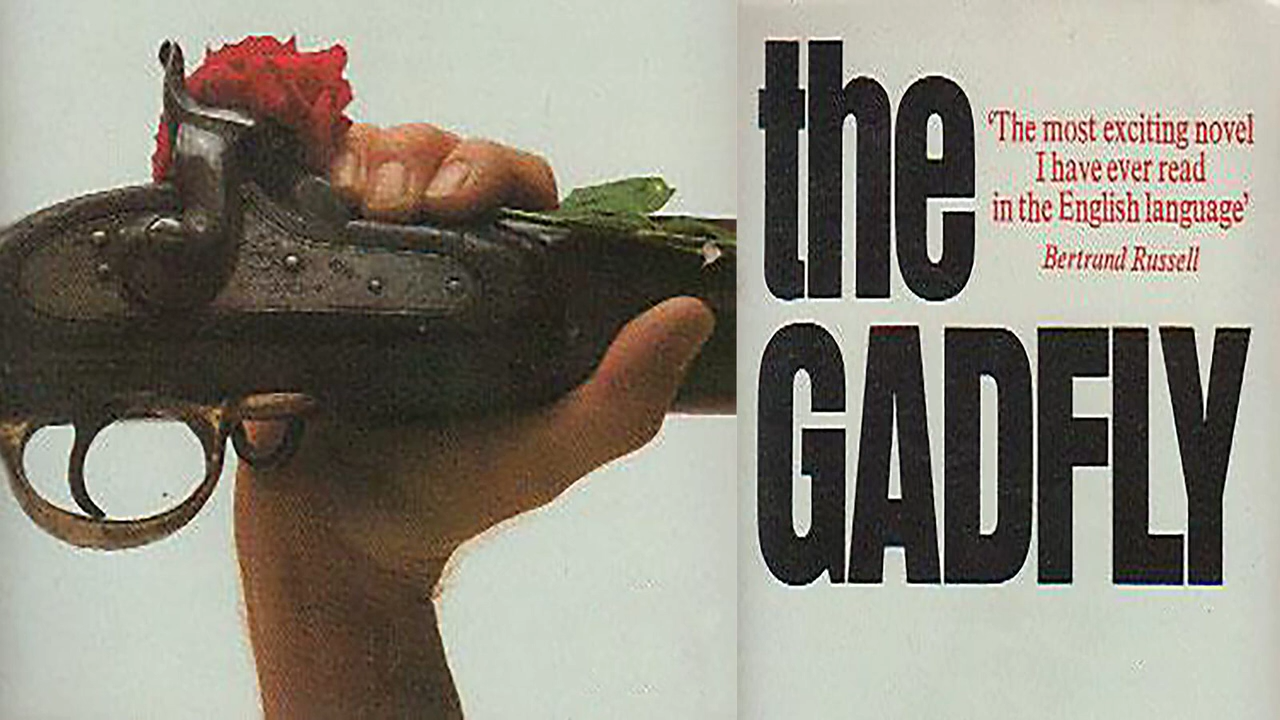 the
GADFLY
'The most exciting novel
I have ever read
in the English language'
Bertrand Russell